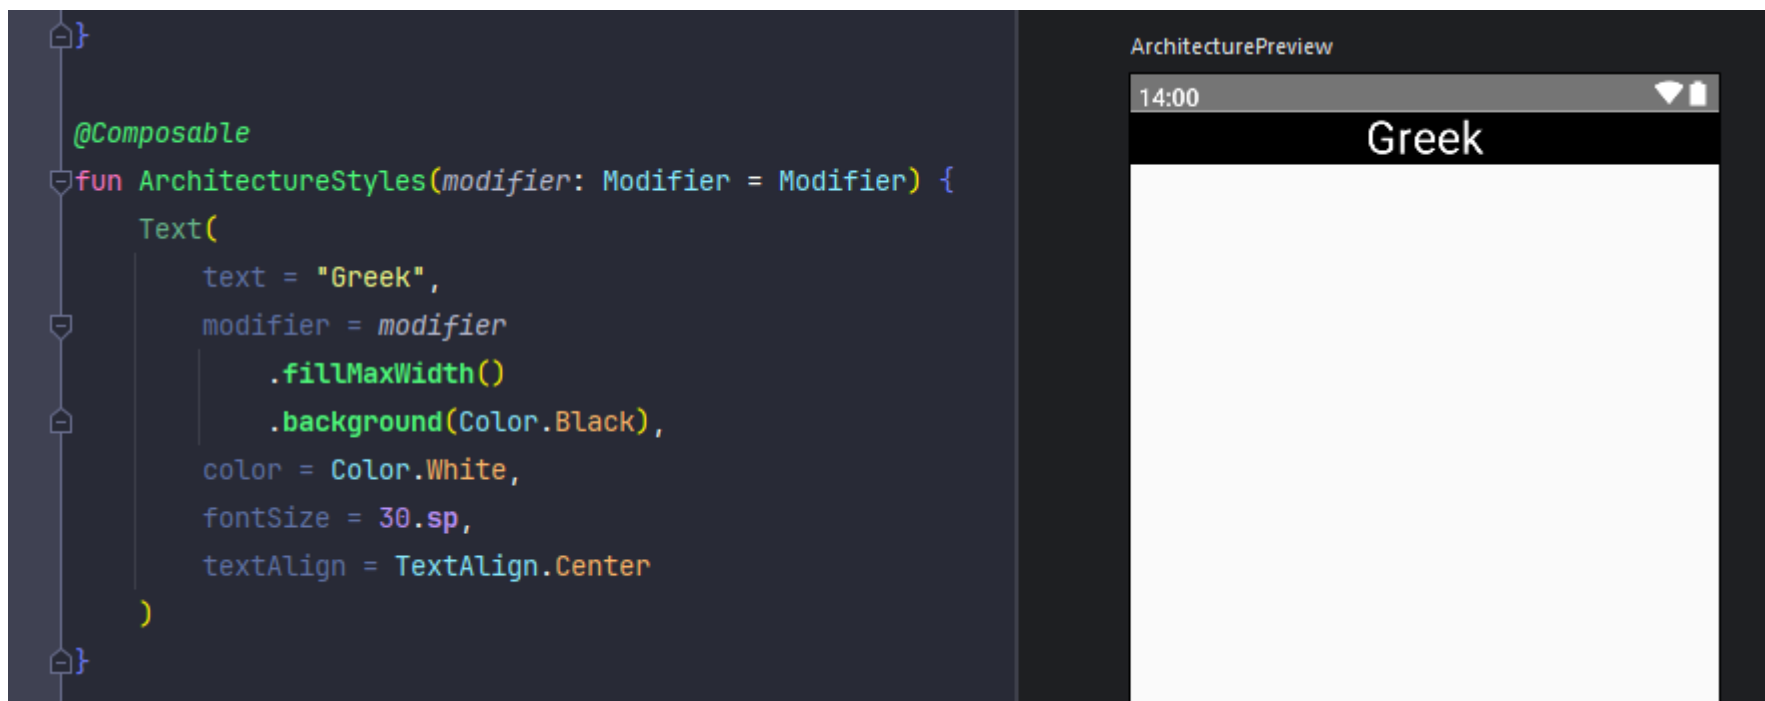 }
@Composable
fun ArchitectureStyles(modifier: Modifier = Modifier) {
    Text(
        text = "Greek",
        modifier = modifier
            .fillMaxWidth()
            .background(Color.Black),
        color = Color.White,
        fontSize = 30.sp,
        textAlign = TextAlign.Center
    )
}
ArchitecturePreview
14:00
Greek